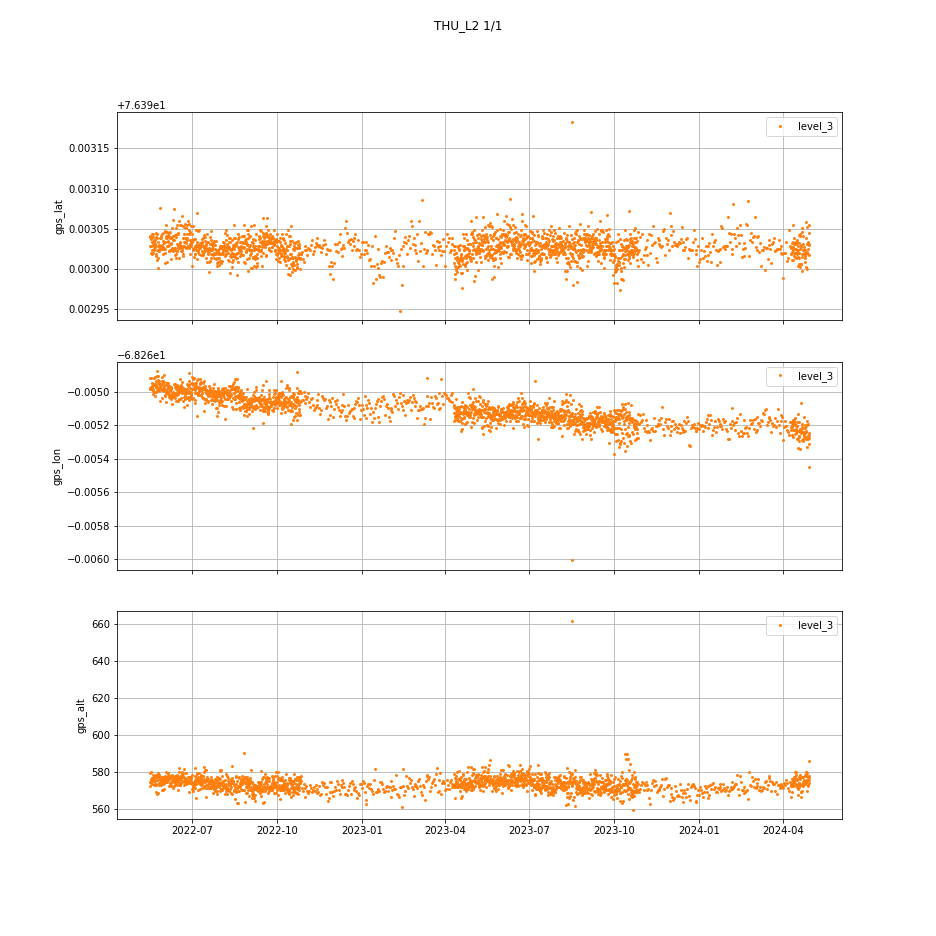 THU_L2 1/1
+7.639e1
level_3
0.00315
0.00310
0.00305
0.00300
0.00295
gps_lat
−6.826e1
level_3
−0.0050
−0.0052
−0.0054
−0.0056
−0.0058
−0.0060
gps_lon
level_3
660
640
620
600
580
560
gps_alt
2022-07 2022-10 2023-01 2023-04 2023-07 2023-10 2024-01 2024-04